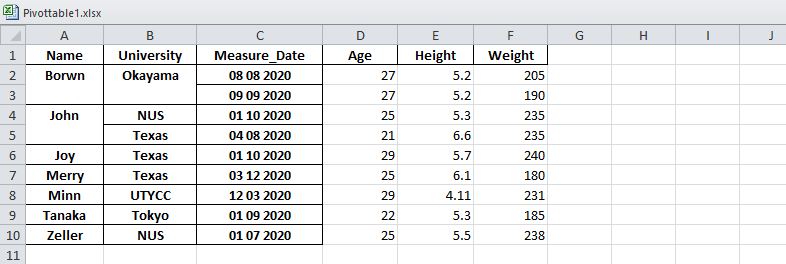 Pivottable1.xlsx
A B C D E F G H I J
1 Name University Measure_Date Age Height Weight
2 Borwn Okayama 08 08 2020 27 5.2 205
3 09 09 2020 27 5.2 190
4 John NUS 01 10 2020 25 5.3 235
5 Texas 04 08 2020 21 6.6 235
6 Joy Texas 01 10 2020 29 5.7 240
7 Merry Texas 03 12 2020 25 6.1 180
8 Minn UTYCC 12 03 2020 29 4.11 231
9 Tanaka Tokyo 01 09 2020 22 5.3 185
10 Zeller NUS 01 07 2020 25 5.5 238
11